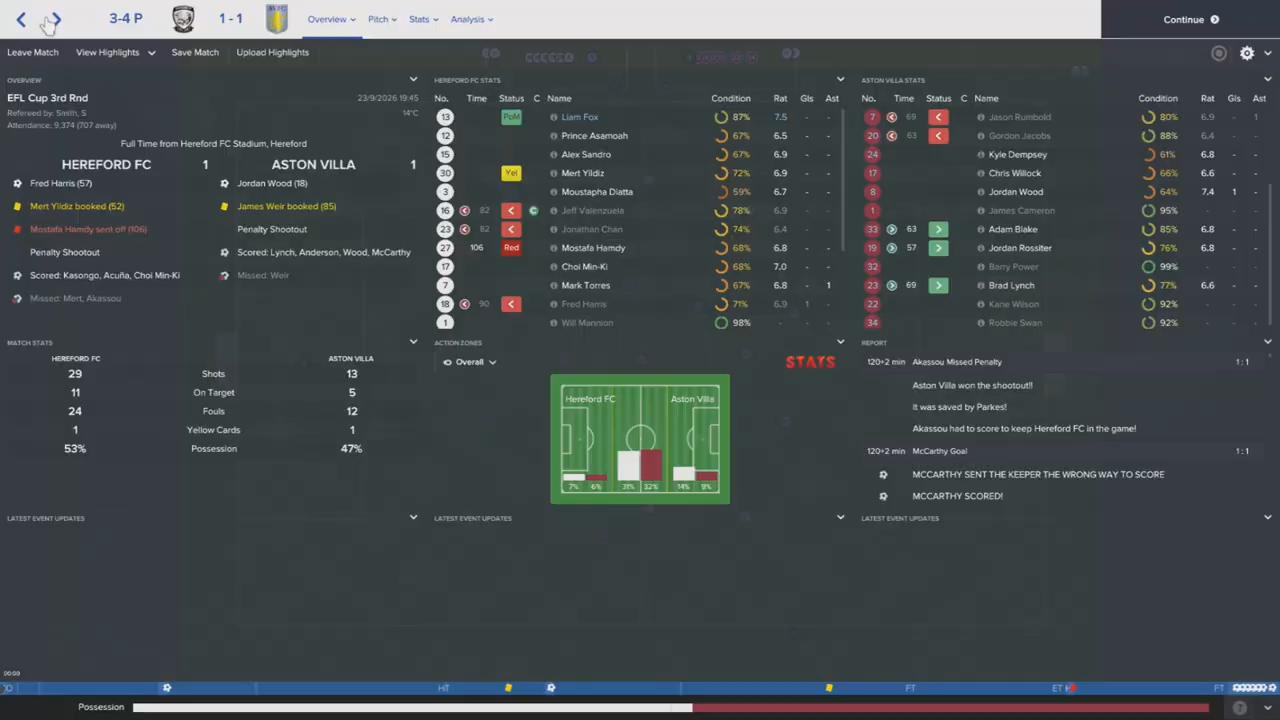 3-4 P 1 - 1 Overview Pitch Stats Analysis Continue
Leave Match View Highlights Save Match Upload Highlights
OVERVIEW
EFL Cup 3rd Rnd 23/9/2026 19:45
Refereed by: Smith, S 14°C
Attendance: 9,374 (707 away)
Full Time from Hereford FC Stadium, Hereford
HEREFORD FC 1 ASTON VILLA 1
Fred Harris (57) Jordan Wood (18)
Mert Yildiz booked (52) James Weir booked (85)
Mostafa Hamdy sent off (106) Penalty Shootout
Penalty Shootout Scored: Lynch, Anderson, Wood, McCarthy
Scored: Kasongo, Acuña, Choi Min-Ki Missed: Weir
Missed: Mert, Akassou
HEREFORD FC STATS
No. Time Status C Name Condition Rat Gls Ast
13 PoM Liam Fox 87% 7.5 - -
12 Prince Asamoah 67% 6.5 - -
15 Alex Sandro 67% 6.9 - -
30 Yel Mert Yildiz 72% 6.9 - -
3 Moustapha Diatta 59% 6.7 - -
16 82 C Jeff Valenzuela 78% 6.9 - -
23 82 Jonathan Chan 74% 6.4 - -
27 106 Red Mostafa Hamdy 68% 6.8 - -
17 Choi Min-Ki 68% 7.0 - -
7 Mark Torres 67% 6.8 - 1
18 90 Fred Harris 71% 6.9 1 -
1 Will Mannion 98% - - -
ASTON VILLA STATS
No. Time Status C Name Condition Rat Gls Ast
7 69 Jason Rumbold 80% 6.9 - 1
20 63 Gordon Jacobs 88% 6.4 - -
24 Kyle Dempsey 61% 6.8 - -
17 Chris Willock 66% 6.8 - -
8 Jordan Wood 64% 7.4 1 -
1 James Cameron 95% - - -
33 63 Adam Blake 85% 6.8 - -
19 57 Jordan Rossiter 76% 6.8 - -
32 Barry Power 99% - - -
23 69 Brad Lynch 77% 6.6 - -
22 Kane Wilson 92% - - -
34 Robbie Swan 92% - - -
MATCH STATS
HEREFORD FC ASTON VILLA
29 Shots 13
11 On Target 5
24 Fouls 12
1 Yellow Cards 1
53% Possession 47%
ACTION ZONES
Overall STATS
Hereford FC Aston Villa
7% 6% 31% 32% 14% 9%
REPORT
120+2 min Akassou Missed Penalty 1 : 1
Aston Villa won the shootout!!
It was saved by Parkes!
Akassou had to score to keep Hereford FC in the game!
120+2 min McCarthy Goal 1 : 1
MCCARTHY SENT THE KEEPER THE WRONG WAY TO SCORE
MCCARTHY SCORED!
LATEST EVENT UPDATES LATEST EVENT UPDATES LATEST EVENT UPDATES
00:00
HT FT ET FT
Possession